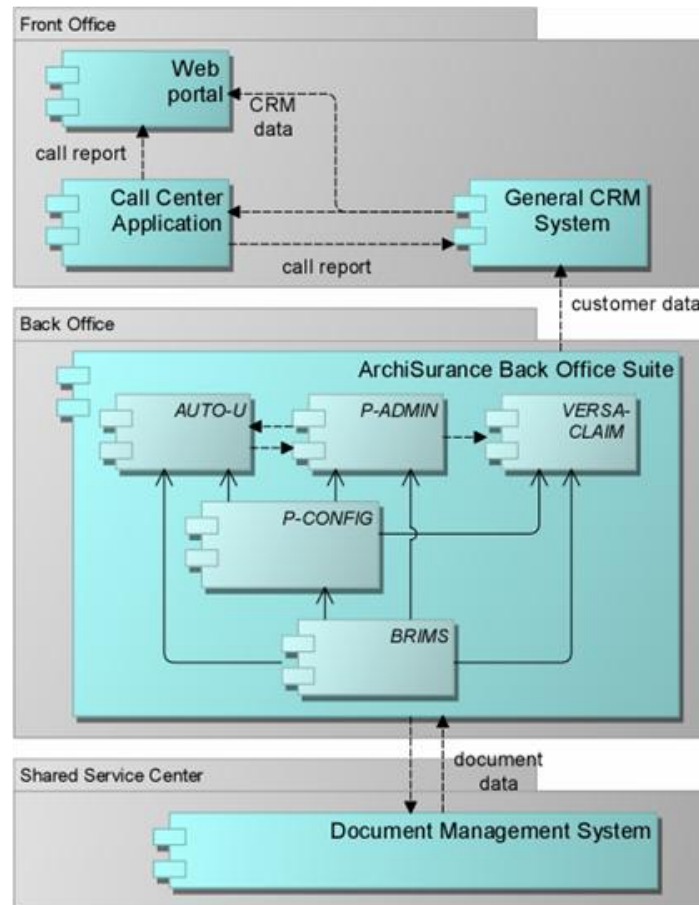 Front Office
Web
portal
CRM
data
call report
Call Center
Application
General CRM
System
call report
customer data
Back Office
ArchiSurance Back Office Suite
AUTO-U
P-ADMIN
VERSA-
CLAIM
P-CONFIG
BRIMS
document
data
Shared Service Center
Document Management System